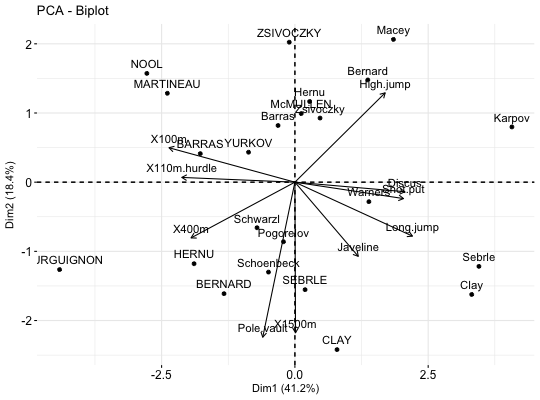 PCA - Biplot
ZSIVOCZKY
Macey
NOOL
MARTINEAU
Bernard
High.jump
Hernu
McMULLEN
Zsivoczky
Barras
Karpov
X100m
BARRAS
YURKOV
X110m.hurdle
Discus
Shot.put
Warners
Schwarzl
X400m
Pogorelov
Long.jump
Javeline
HERNU
Schoenbeck
Sebrle
URGUIGNON
BERNARD
SEBRLE
Clay
Pole.vault
X1500m
CLAY
2
1
0
-1
-2
Dim2 (18.4%)
-2.5
0.0
2.5
Dim1 (41.2%)